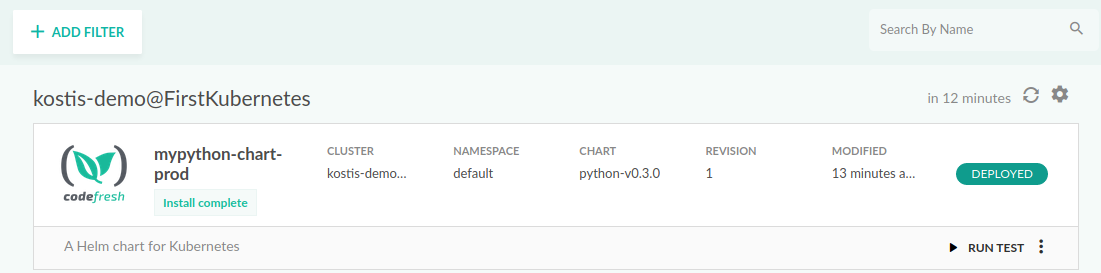 ADD FILTER
Search By Name
kostis-demo@FirstKubernetes
in 12 minutes
codefresh
mypython-chart-
prod
Install complete
CLUSTER
kostis-demo...
NAMESPACE
default
CHART
python-v0.3.0
REVISION
1
MODIFIED
13 minutes a...
DEPLOYED
A Helm chart for Kubernetes
RUN TEST